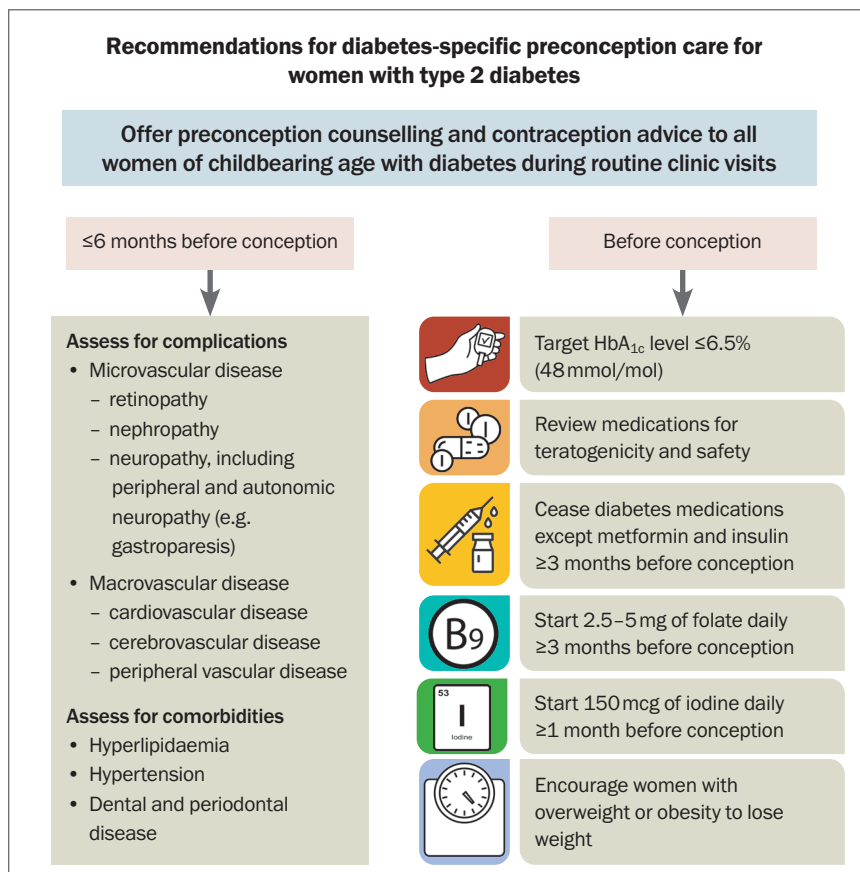 Recommendations for diabetes-specific preconception care for
women with type 2 diabetes
Offer preconception counselling and contraception advice to all
women of childbearing age with diabetes during routine clinic visits
≤6 months before conception
Assess for complications
• Microvascular disease
– retinopathy
– nephropathy
– neuropathy, including
peripheral and autonomic
neuropathy (e.g.
gastroparesis)
• Macrovascular disease
– cardiovascular disease
– cerebrovascular disease
– peripheral vascular disease
Assess for comorbidities
• Hyperlipidaemia
• Hypertension
• Dental and periodontal
disease
Before conception
Target HbA1c level ≤6.5%
(48 mmol/mol)
Review medications for
teratogenicity and safety
Cease diabetes medications
except metformin and insulin
≥3 months before conception
B9
Start 2.5–5 mg of folate daily
≥3 months before conception
53
I
Iodine
Start 150 mcg of iodine daily
≥1 month before conception
Encourage women with
overweight or obesity to lose
weight